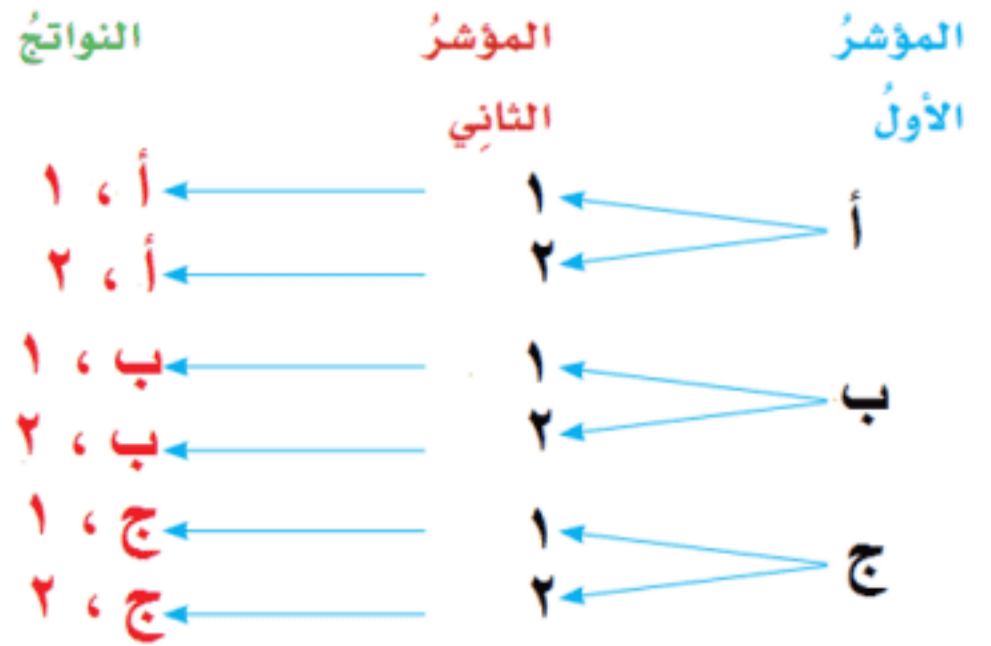 المؤشرُ المؤشرُ النواتجُ
الأولُ الثانِي
أ ١ أ ، ١
٢ أ ، ٢
ب ١ ب ، ١
٢ ب ، ٢
ج ١ ج ، ١
٢ ج ، ٢